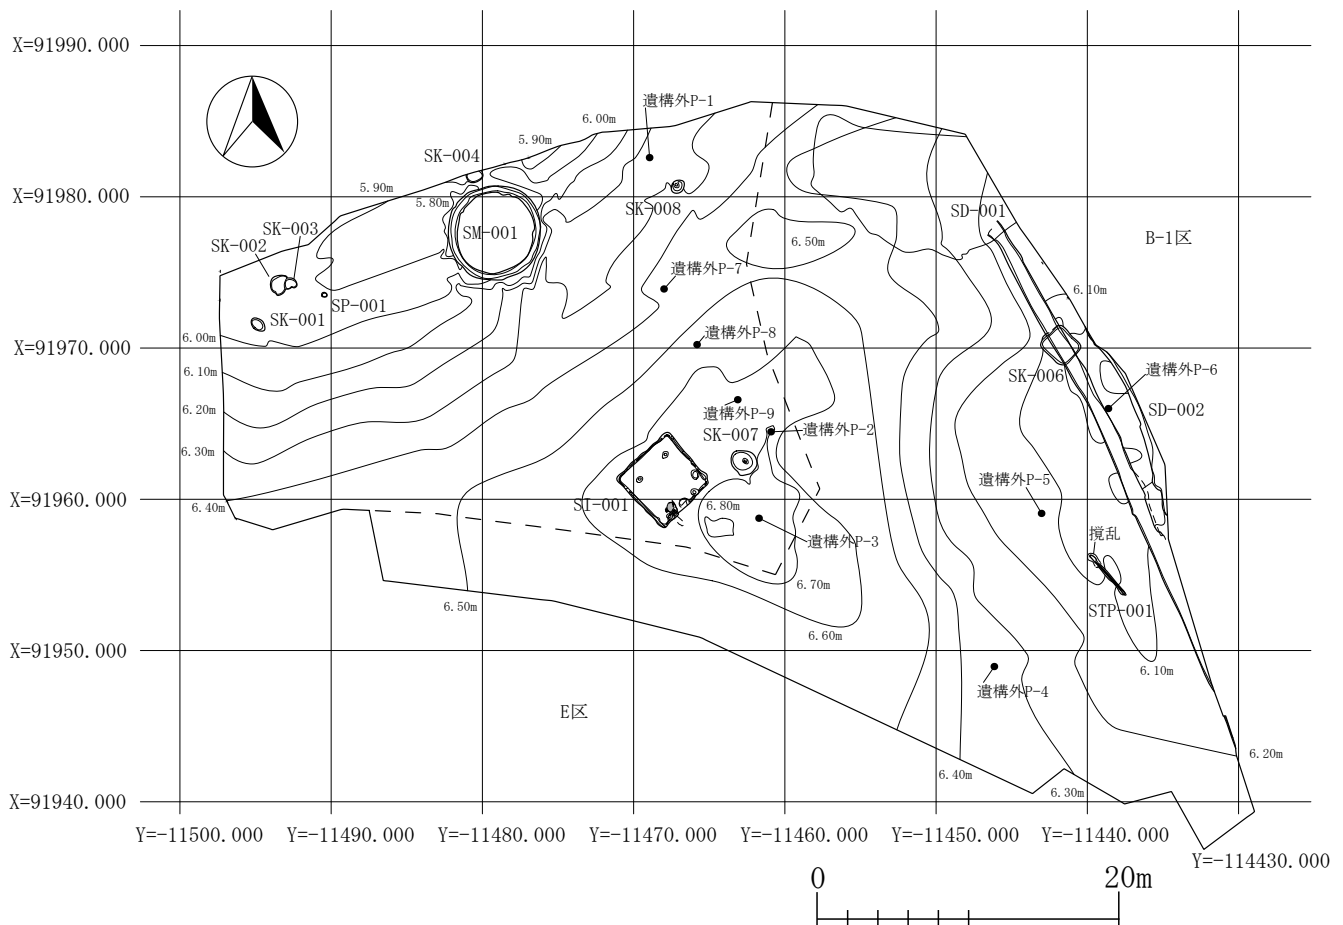 X=91990.000
遺構外P-1
6.00m
5.90m
SK-004
5.90m
X=91980.000
5.80m
SK-008
SD-001
SK-003
SM-001
B-1区
SK-002
6.50m
遺構外P-7
6.10m
SP-001
SK-001
遺構外P-8
6.00m
X=91970.000
6.10m
SK-006
遺構外P-6
6.20m
遺構外P-9
SD-002
遺構外P-2
SK-007
6.30m
遺構外P-5
X=91960.000
6.40m
SI-001
6.80m
攪乱
遺構外P-3
6.70m
6.50m
STP-001
6.60m
X=91950.000
6.10m
遺構外P-4
E区
6.20m
6.40m
6.30m
X=91940.000
Y=-11500.000
Y=-11490.000
Y=-11480.000
Y=-11470.000
Y=-11460.000
Y=-11450.000
Y=-11440.000
Y=-114430.000
0
20m